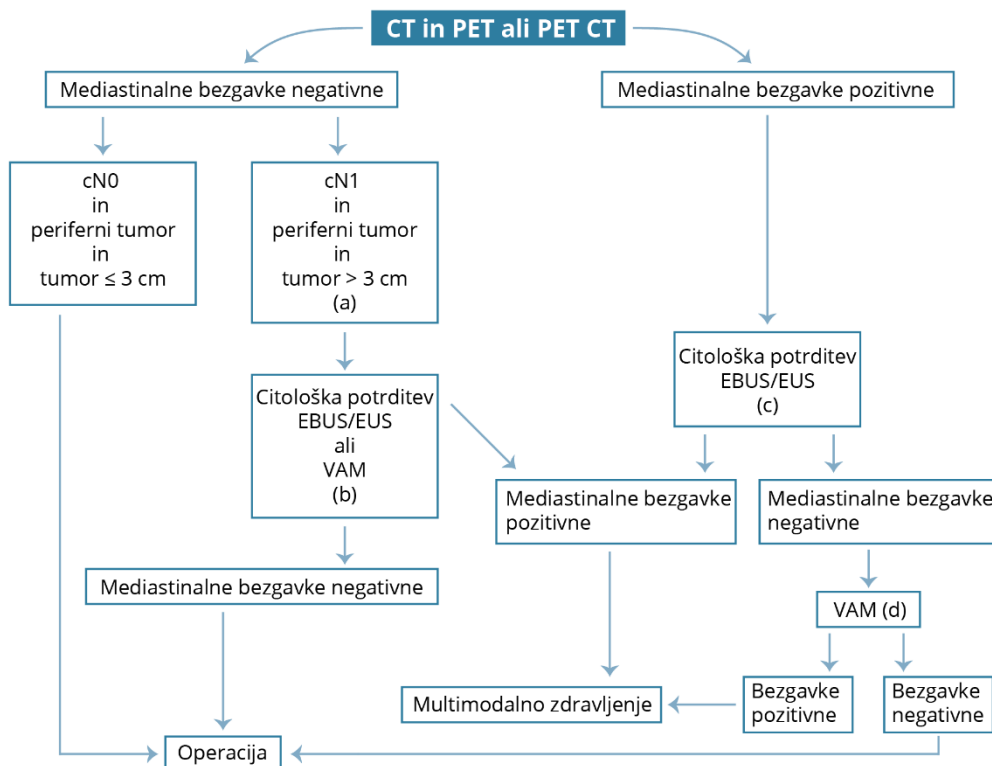 CT in PET ali PET CT
Mediastinalne bezgavke negativne
Mediastinalne bezgavke pozitivne
cN0
in
periferni tumor
in
tumor ≤ 3 cm
cN1
in
periferni tumor
in
tumor > 3 cm
(a)
Citološka potrditev
EBUS/EUS
ali
VAM
(b)
Citološka potrditev
EBUS/EUS
(c)
Mediastinalne bezgavke
pozitivne
Mediastinalne bezgavke
negativne
Mediastinalne bezgavke negativne
VAM (d)
Multimodalno zdravljenje
Bezgavke
pozitivne
Bezgavke
negativne
Operacija